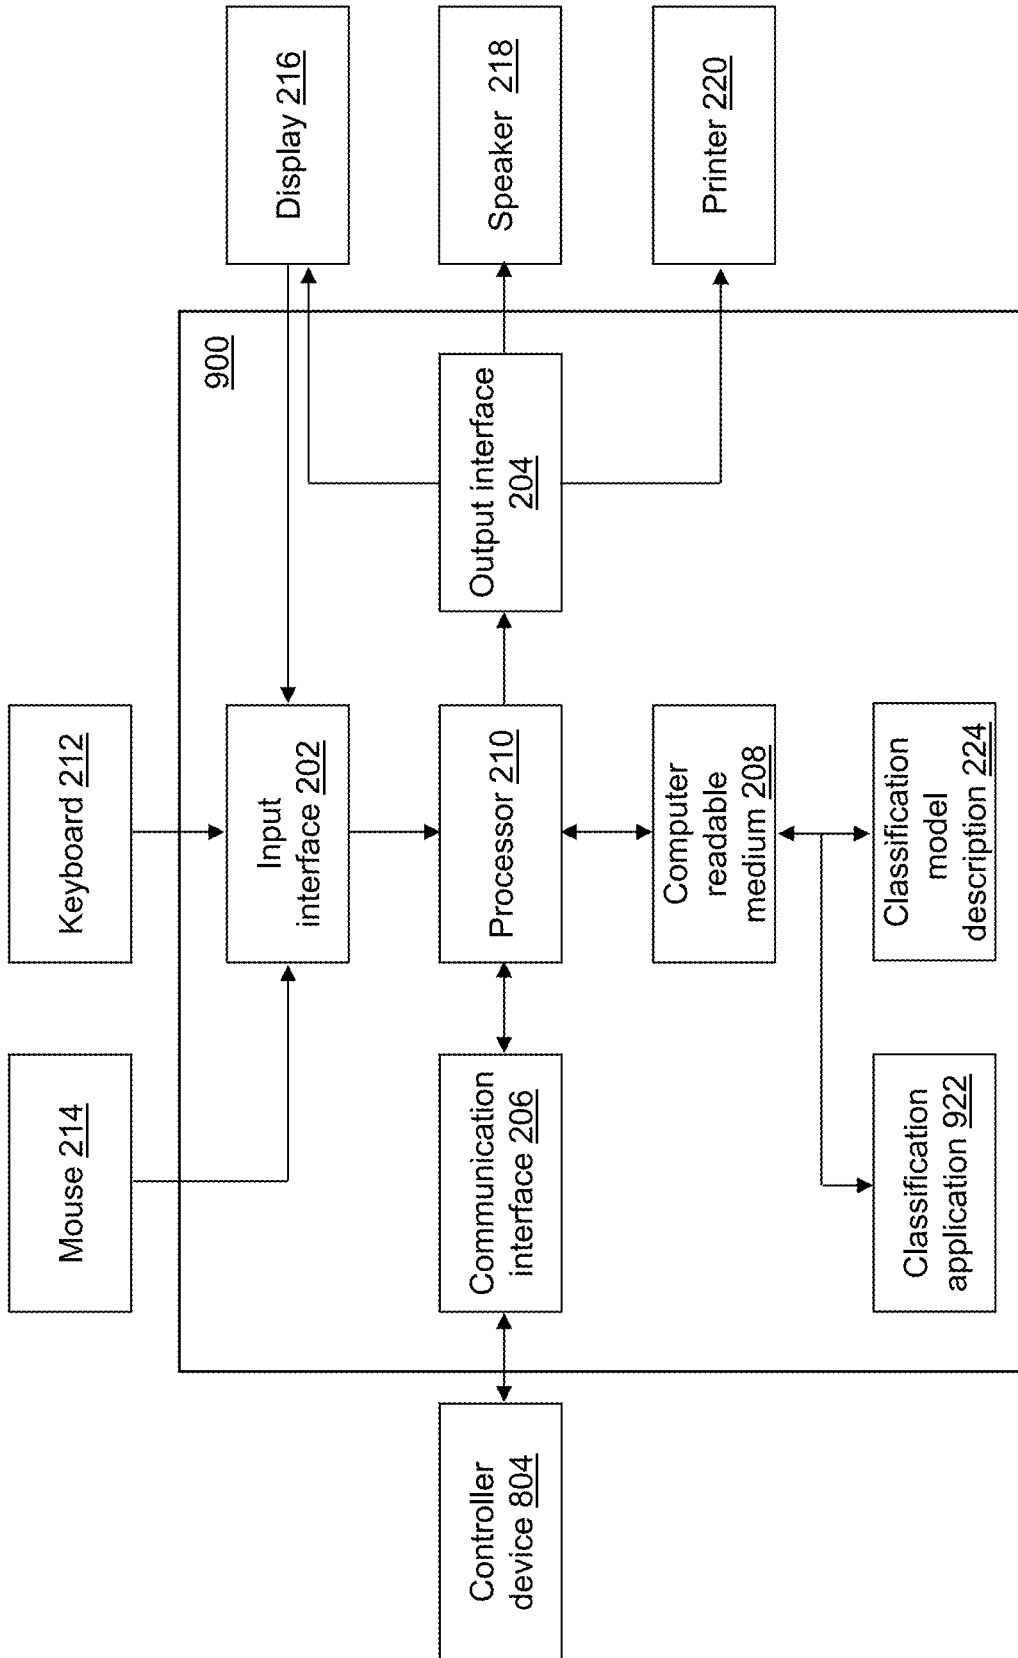 Mouse 214
Keyboard 212
Display 216
900
Input
interface 202
Controller
device 804
Communication
interface 206
Processor 210
Output interface
204
Speaker 218
Computer
readable
medium 208
Printer 220
Classification
application 922
Classification
model
description 224